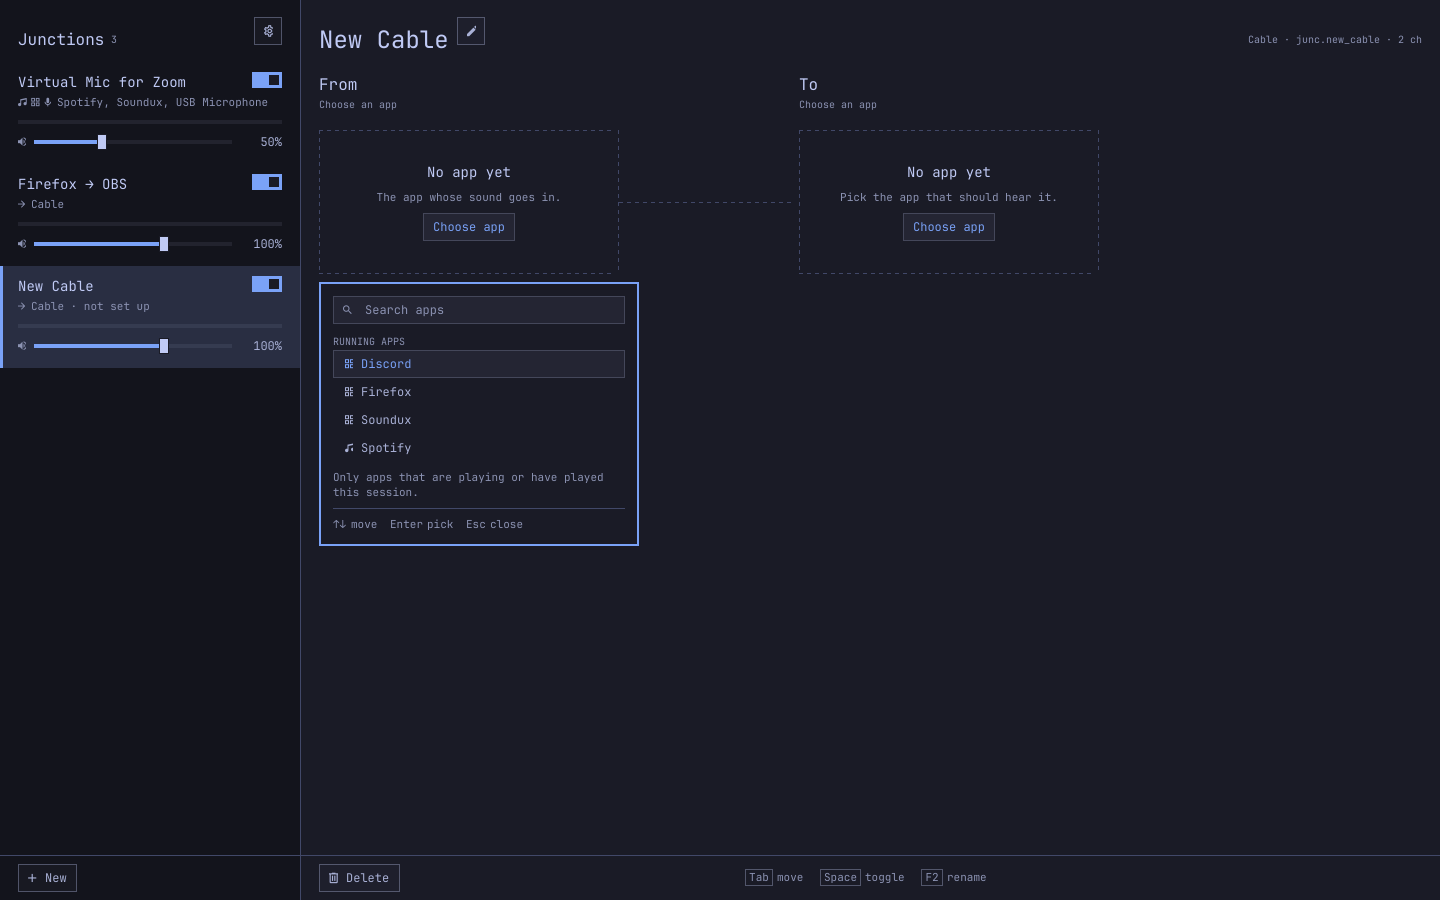 Junctions 3
Virtual Mic for Zoom
Spotify, Soundux, USB Microphone
50%
Firefox → OBS
→ Cable
100%
New Cable
→ Cable · not set up
100%
+ New
New Cable
Cable · junc.new_cable · 2 ch
From
Choose an app
To
Choose an app
No app yet
The app whose sound goes in.
Choose app
No app yet
Pick the app that should hear it.
Choose app
Search apps
RUNNING APPS
Discord
Firefox
Soundux
Spotify
Only apps that are playing or have played
this session.
↑↓ move Enter pick Esc close
Delete
Tab move Space toggle F2 rename